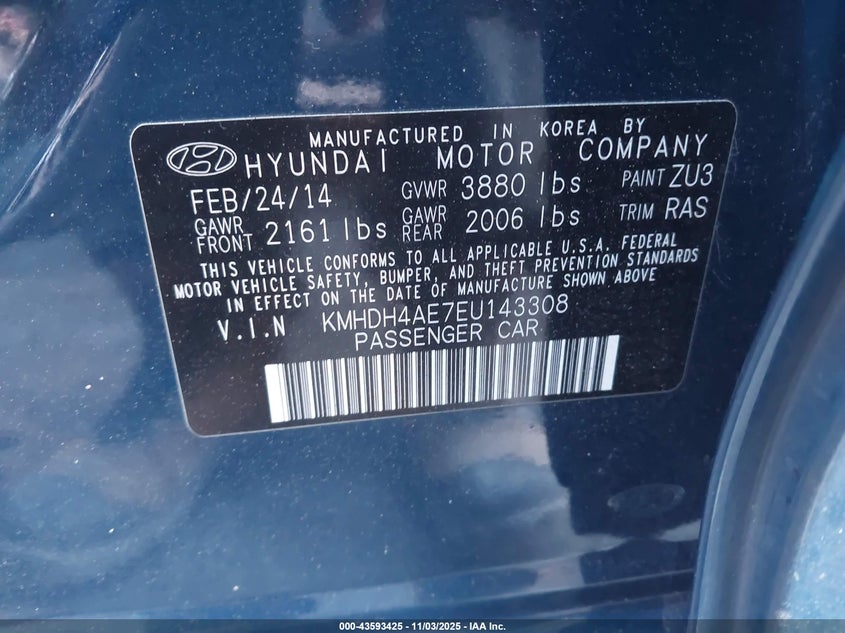 MANUFACTURED IN KOREA BY
HYUNDAI MOTOR COMPANY
FEB/24/14 GVWR 3880 lbs PAINT ZU3
GAWR FRONT 2161 lbs GAWR REAR 2006 lbs TRIM RAS
THIS VEHICLE CONFORMS TO ALL APPLICABLE U.S.A. FEDERAL
MOTOR VEHICLE SAFETY, BUMPER, AND THEFT PREVENTION STANDARDS
IN EFFECT ON THE DATE OF MANUFACTURE SHOWN ABOVE
V.I.N KMHDH4AE7EU143308
PASSENGER CAR
000-43593425 - 11/03/2025 - IAA Inc.